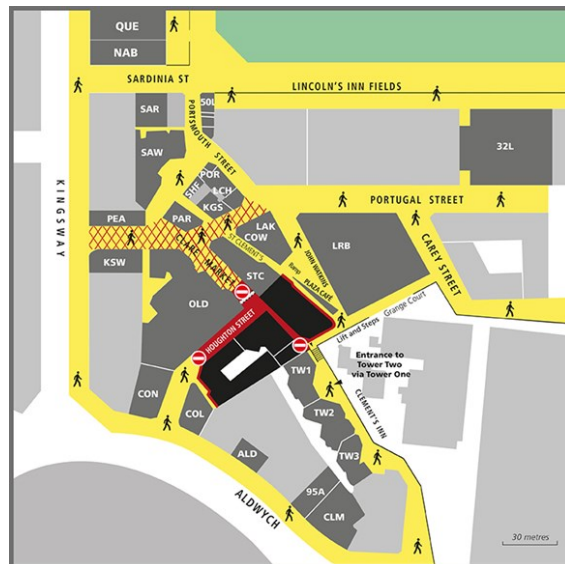 QUE
NAB
SARDINIA ST
LINCOLN'S INN FIELDS
50L
SAR
PORTSMOUTH STREET
SAW
32L
POR
SHF
LCH
KGS
PORTUGAL STREET
KINGSWAY
PEA
PAR
LAK
COW
CLARE MARKET
ST CLEMENT'S
LRB
CAREY STREET
KSW
STC
JOHN WATKINS
PLAZA CAFÉ
Ramp
OLD
HOUGHTON STREET
Lift and Steps
Grange Court
Entrance to
Tower Two
via Tower One
TW1
CON
COL
TW2
CLEMENT'S INN
ALD
TW3
95A
CLM
ALDWYCH
30 metres